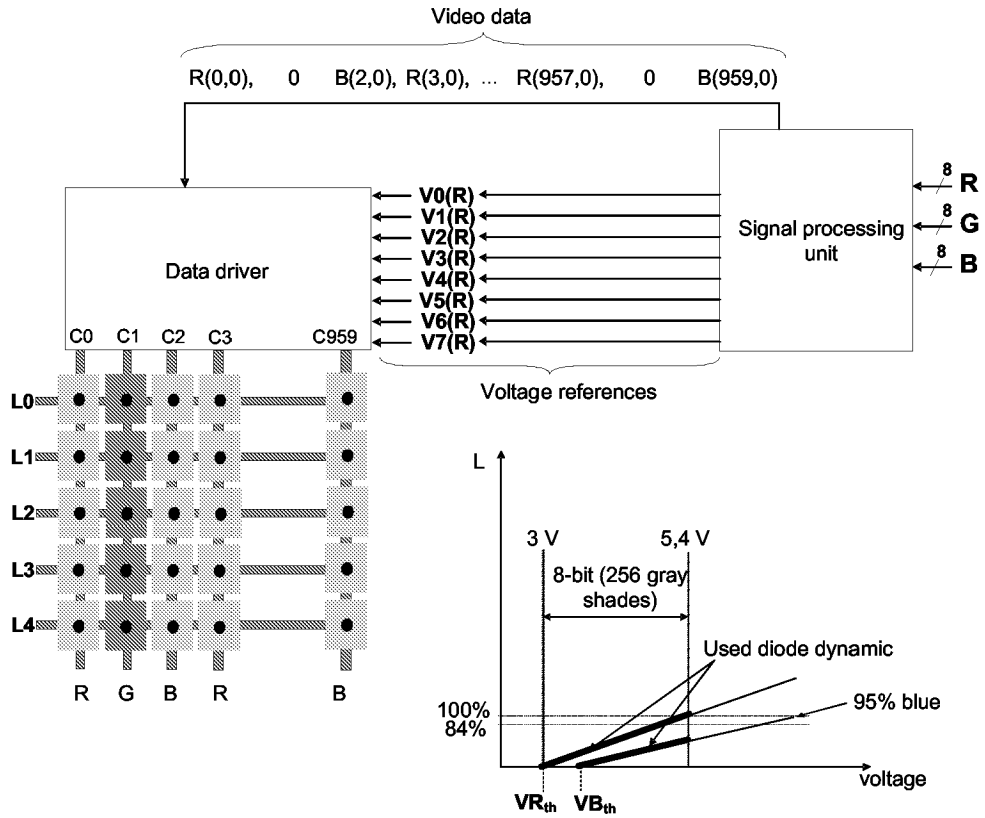 Video data
R(0,0), 0 B(2,0), R(3,0), ... R(957,0), 0 B(959,0)
8 R
8 G
8 B
Signal processing
unit
V0(R)
V1(R)
V2(R)
V3(R)
V4(R)
V5(R)
V6(R)
V7(R)
Voltage references
Data driver
C0 C1 C2 C3 C959
L0
L1
L2
L3
L4
R G B R B
L
3 V 5,4 V
8-bit (256 gray
shades)
Used diode dynamic
100%
84%
95% blue
voltage
VRth VBth